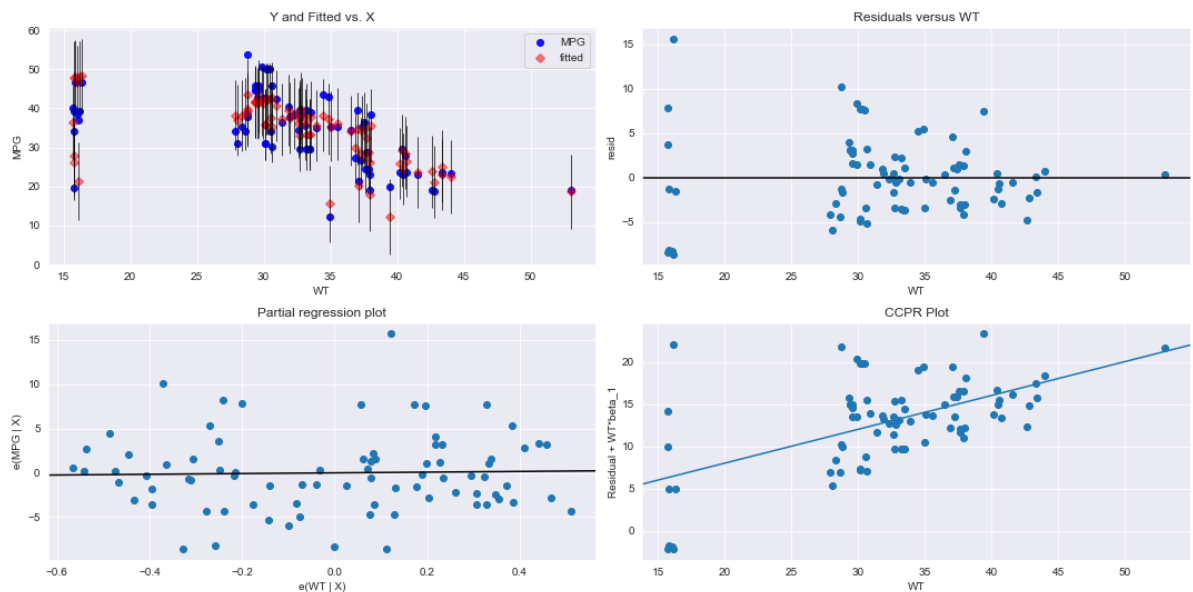 Y and Fitted vs. X
60
50
40
30
20
10
0
MPG
MPG
fitted
15 20 25 30 35 40 45 50
WT
Residuals versus WT
15
10
5
0
−5
resid
15 20 25 30 35 40 45 50
WT
Partial regression plot
15
10
5
0
−5
e(MPG | X)
−0.6 −0.4 −0.2 0.0 0.2 0.4
e(WT | X)
CCPR Plot
20
15
10
5
0
Residual + WT*beta_1
15 20 25 30 35 40 45 50
WT